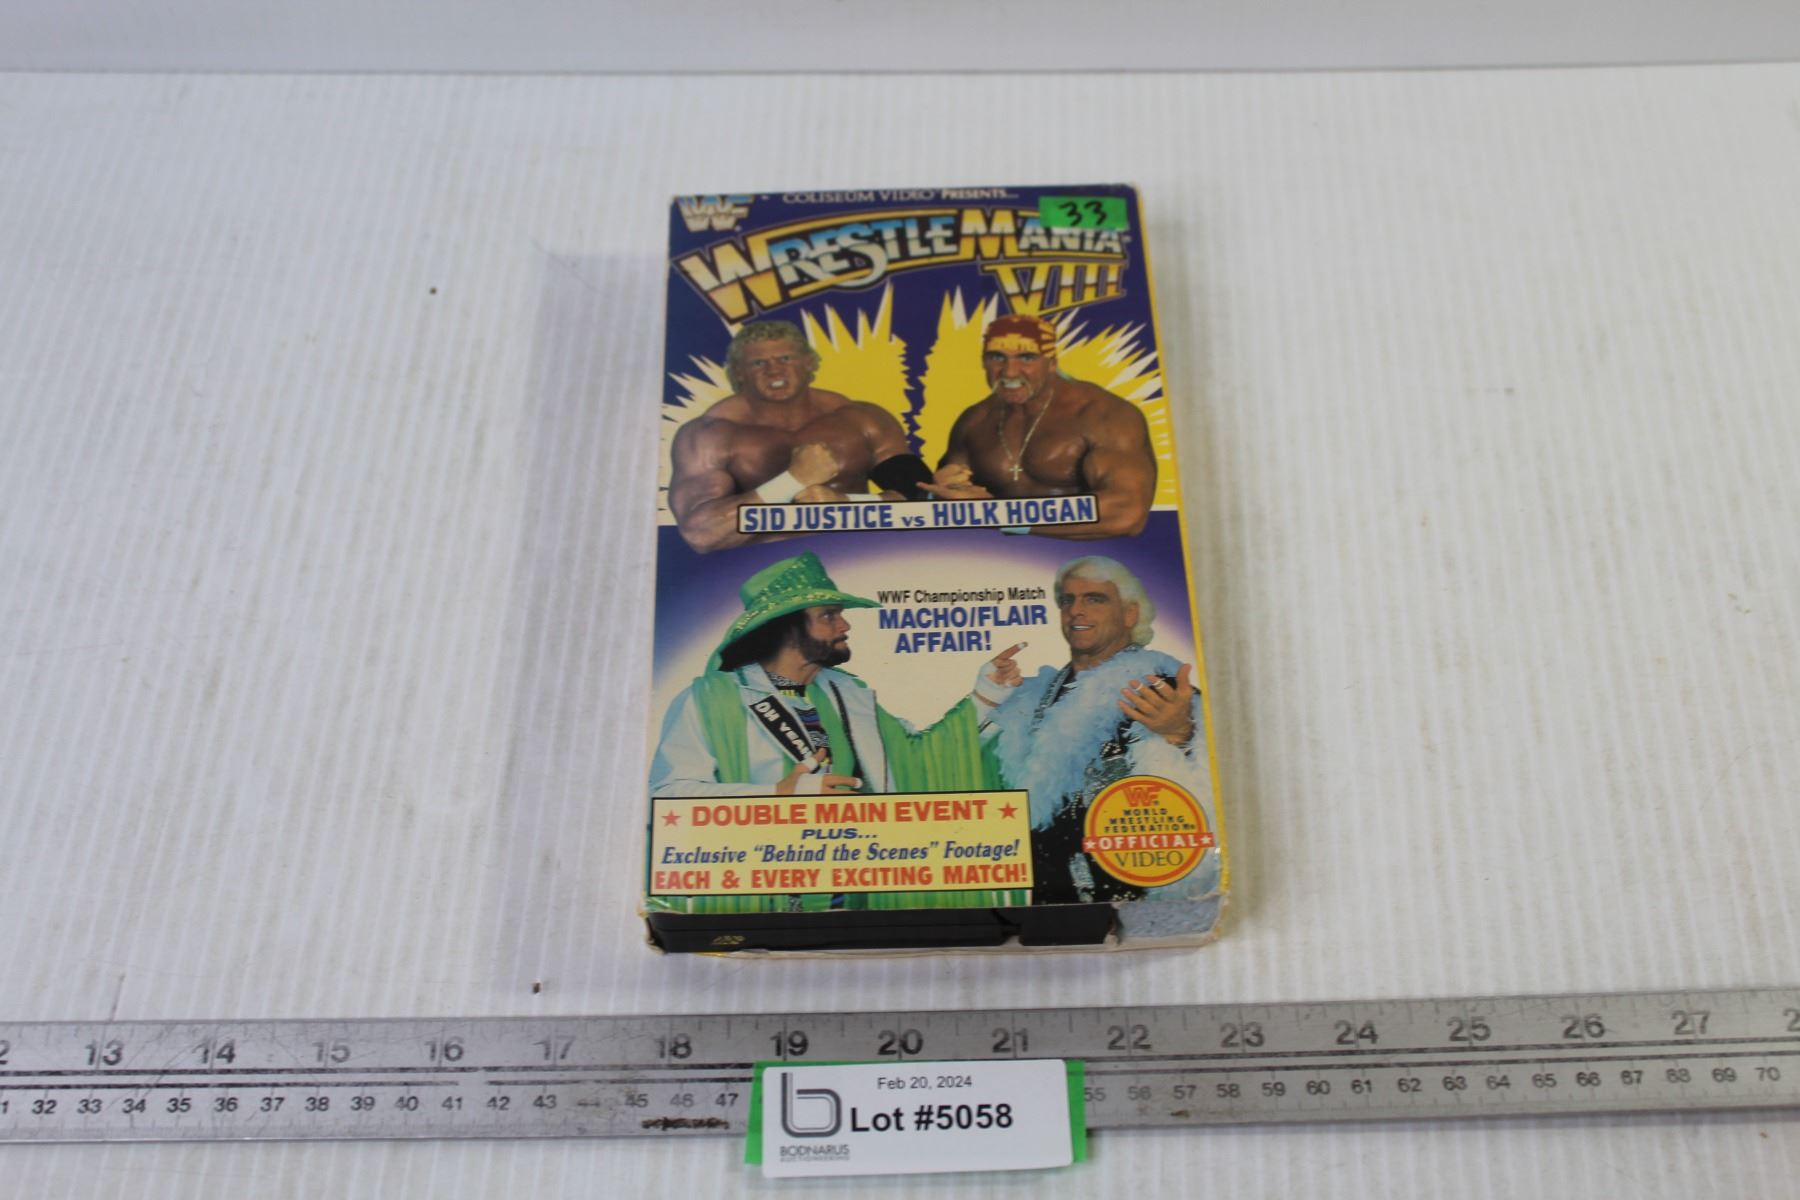 WF
COLISEUM VIDEO PRESENTS...
33
WRESTLEMANIA
VIII
SID JUSTICE vs HULK HOGAN
WWF Championship Match
MACHO/FLAIR
AFFAIR!
OH YEAH
DOUBLE MAIN EVENT
PLUS...
Exclusive "Behind the Scenes" Footage!
EACH & EVERY EXCITING MATCH!
WF
WORLD
WRESTLING
FEDERATION
OFFICIAL
VIDEO
13 14 15 16 17 18 19 20 21 22 23 24 25 26 27
32 33 34 35 36 37 38 39 40 41 42 43 44 45 46 47 55 56 57 58 59 60 61 62 63 64 65 66 67 68 69 70
Feb 20, 2024
Lot #5058
BODNARUS
AUCTIONEERING